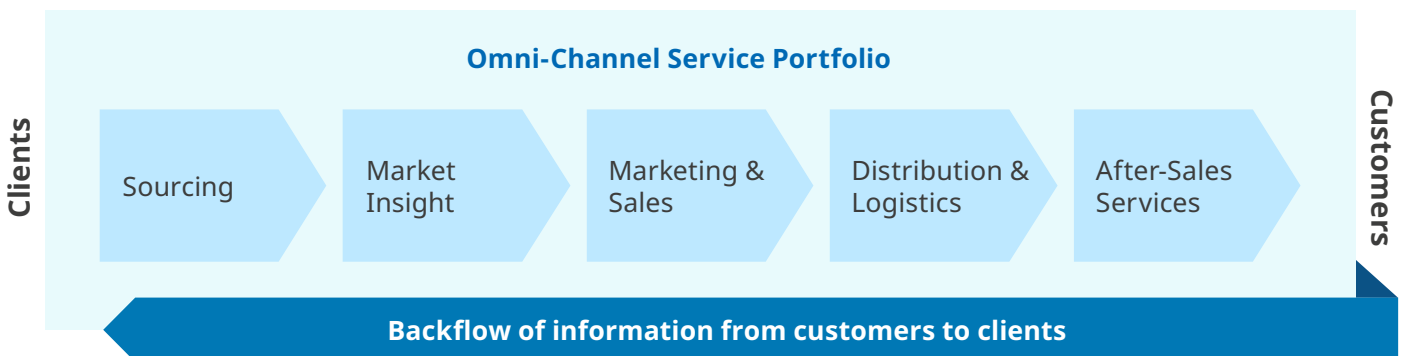 Omni-Channel Service Portfolio
Clients
Sourcing
Market
Insight
Marketing &
Sales
Distribution &
Logistics
After-Sales
Services
Customers
Backflow of information from customers to clients